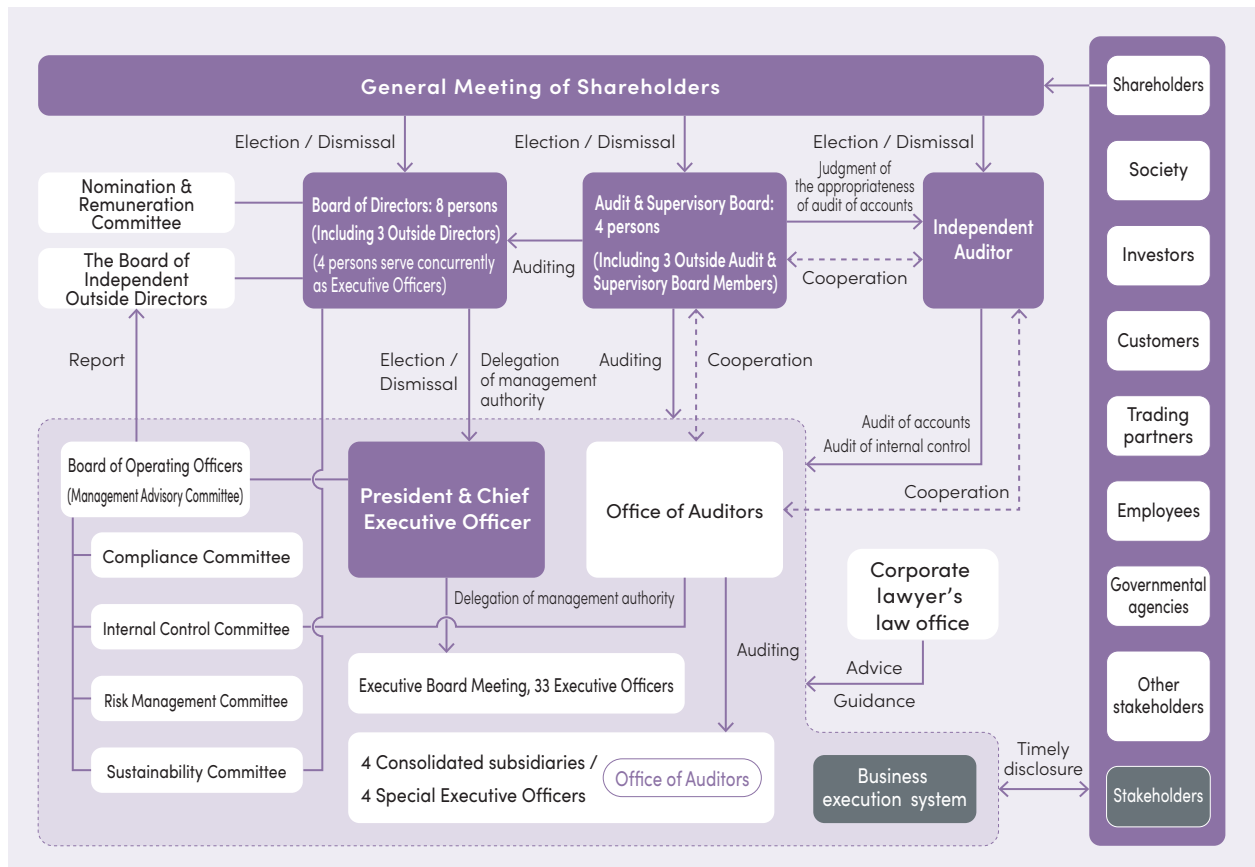 General Meeting of Shareholders
Election / Dismissal
Election / Dismissal
Election / Dismissal
Nomination &
Remuneration
Committee
The Board of
Independent
Outside Directors
Board of Directors: 8 persons
(Including 3 Outside Directors)
(4 persons serve concurrently
as Executive Officers)
Auditing
Audit & Supervisory Board:
4 persons
(Including 3 Outside Audit &
Supervisory Board Members)
Judgment of
the appropriateness
of audit of accounts
Cooperation
Independent
Auditor
Report
Election /
Dismissal
Delegation
of management
authority
Auditing
Cooperation
Audit of accounts
Audit of internal control
Cooperation
Board of Operating Officers
(Management Advisory Committee)
President & Chief
Executive Officer
Office of Auditors
Compliance Committee
Internal Control Committee
Risk Management Committee
Sustainability Committee
Delegation of management authority
Auditing
Executive Board Meeting, 33 Executive Officers
4 Consolidated subsidiaries /
4 Special Executive Officers
Office of Auditors
Corporate
lawyer's
law office
Advice
Guidance
Business
execution system
Timely
disclosure
Shareholders
Society
Investors
Customers
Trading
partners
Employees
Governmental
agencies
Other
stakeholders
Stakeholders